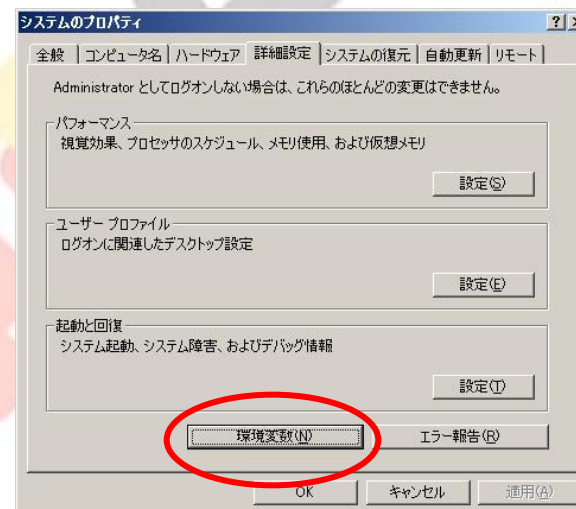 システムのプロパティ
全般 コンピュータ名 ハードウェア 詳細設定 システムの復元 自動更新 リモート
Administrator としてログオンしない場合は、これらのほとんどの変更はできません。
パフォーマンス
視覚効果、プロセッサのスケジュール、メモリ使用、および仮想メモリ
設定(S)
ユーザー プロファイル
ログオンに関連したデスクトップ設定
設定(E)
起動と回復
システム起動、システム障害、およびデバッグ情報
設定(T)
環境変数(N) エラー報告(R)
OK キャンセル 適用(A)